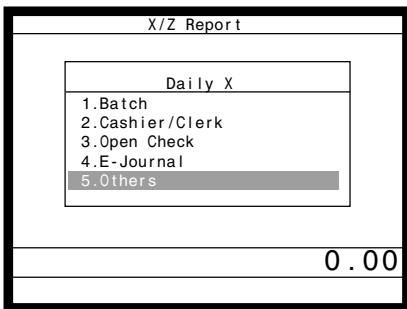 X/Z Report
Daily X
1.Batch
2.Cashier/Clerk
3.Open Check
4.E-Journal
5.Others
0.00